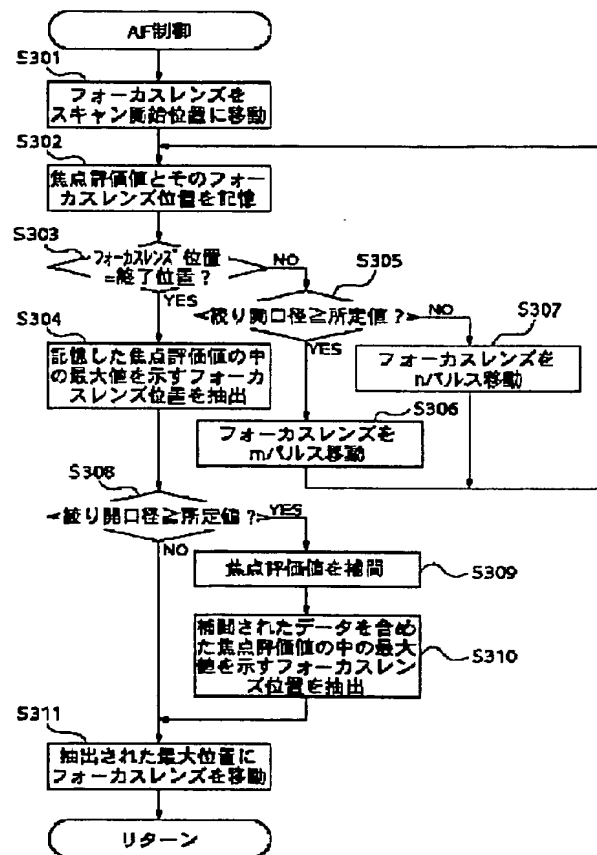 AF制御
S301
フォーカスレンズを
スキャン開始位置に移動
S302
焦点評価値とそのフォー
カスレンズ位置を記憶
S303
フォーカスレンズ位置
=終了位置？
NO
YES
S305
絞り開口径≧所定値？
NO
YES
S307
フォーカスレンズを
nパルス移動
S304
記憶した焦点評価値の中
の最大値を示すフォーカ
スレンズ位置を抽出
S306
フォーカスレンズを
mパルス移動
S308
絞り開口径≧所定値？
YES
NO
焦点評価値を補間
S309
補間されたデータを含め
た焦点評価値の中の最大
値を示すフォーカスレン
ズ位置を抽出
S310
S311
抽出された最大位置に
フォーカスレンズを移動
リターン